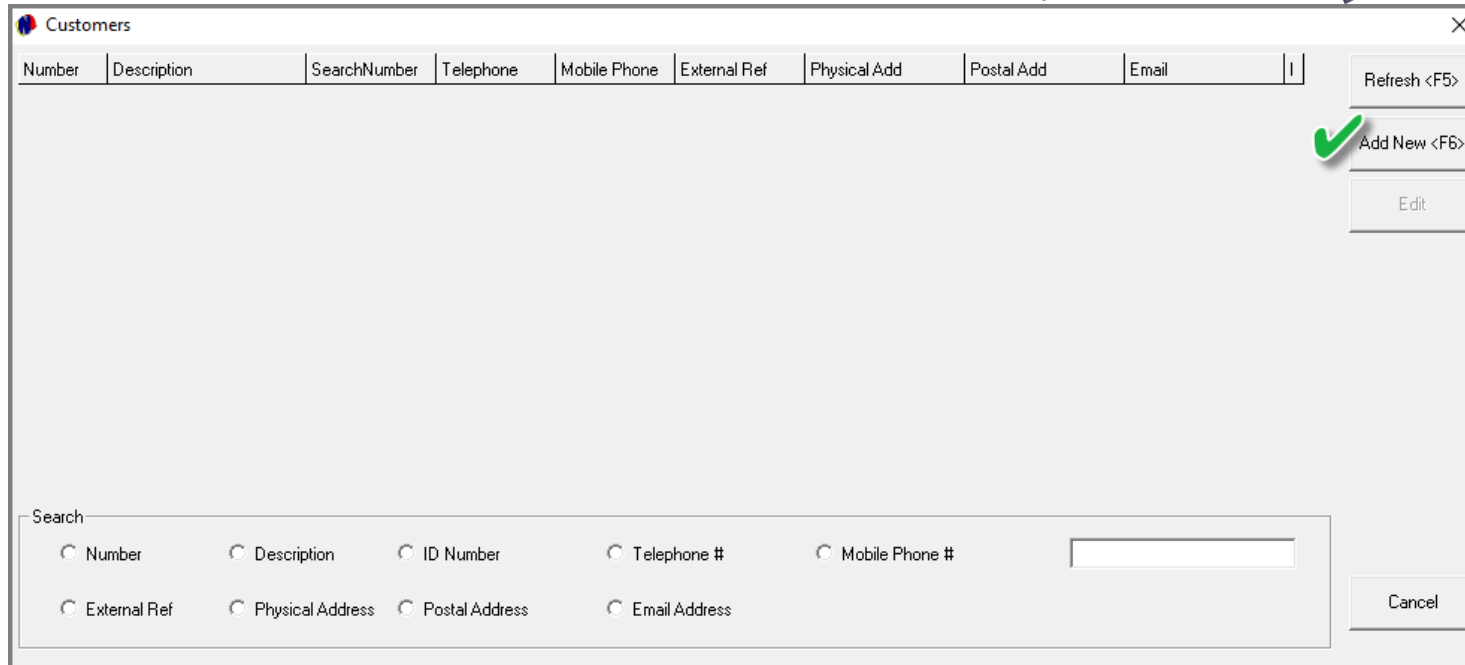 Customers
Number Description SearchNumber Telephone Mobile Phone External Ref Physical Add Postal Add Email I
Refresh <F5>
Add New <F6>
Edit
Search
Number Description ID Number Telephone # Mobile Phone #
External Ref Physical Address Postal Address Email Address
Cancel